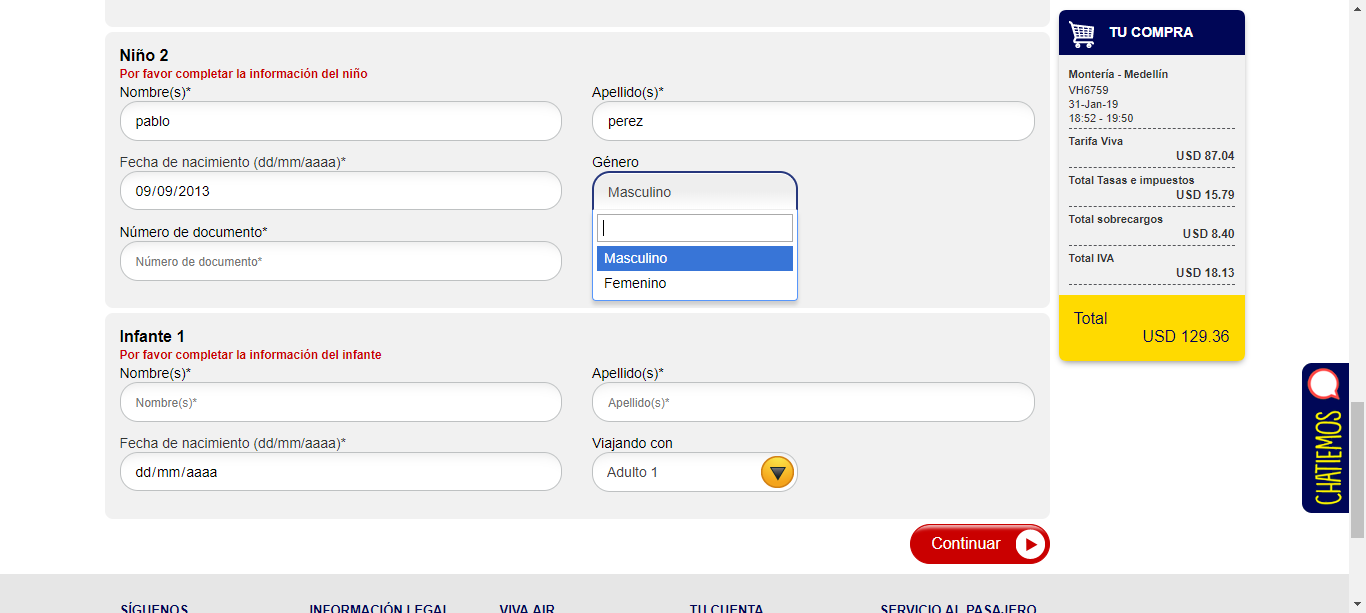 Niño 2
Por favor completar la información del niño
Nombre(s)*
Apellido(s)*
pablo
perez
Fecha de nacimiento (dd/mm/aaaa)*
Género
09/09/2013
Masculino
Número de documento*
Número de documento*
Masculino
Femenino
Infante 1
Por favor completar la información del infante
Nombre(s)*
Apellido(s)*
Nombre(s)*
Apellido(s)*
Fecha de nacimiento (dd/mm/aaaa)*
Viajando con
dd/mm/aaaa
Adulto 1
Continuar
TU COMPRA
Montería - Medellín
VH6759
31-Jan-19
18:52 - 19:50
Tarifa Viva
USD 87.04
Total Tasas e impuestos
USD 15.79
Total sobrecargos
USD 8.40
Total IVA
USD 18.13
Total
USD 129.36
CHATIEMOS
SÍGUENOS
INFORMACIÓN LEGAL
VIVA AIR
TU CUENTA
SERVICIO AL PASAJERO